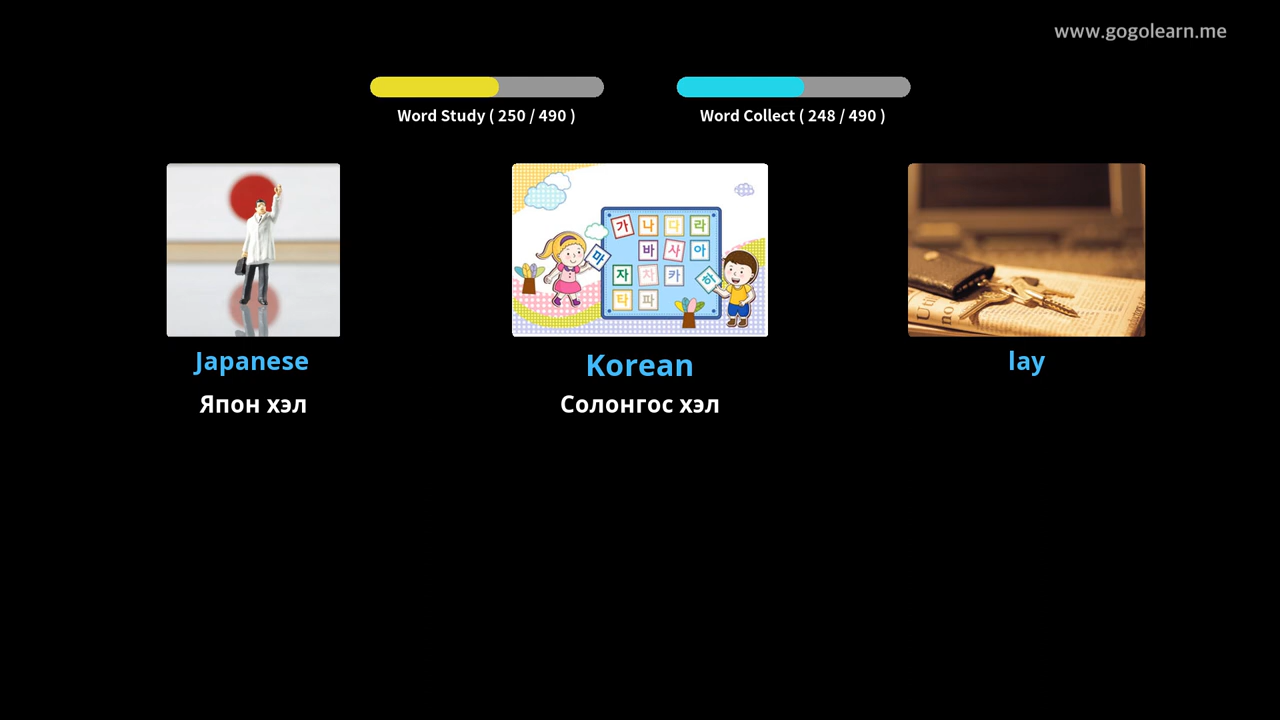 www.gogolearn.me
Word Study ( 250 / 490 )
Word Collect ( 248 / 490 )
가 나 다 라
마 바 사 아
자 차 카 하
타 파
Japanese
Korean
lay
Япон хэл
Солонгос хэл